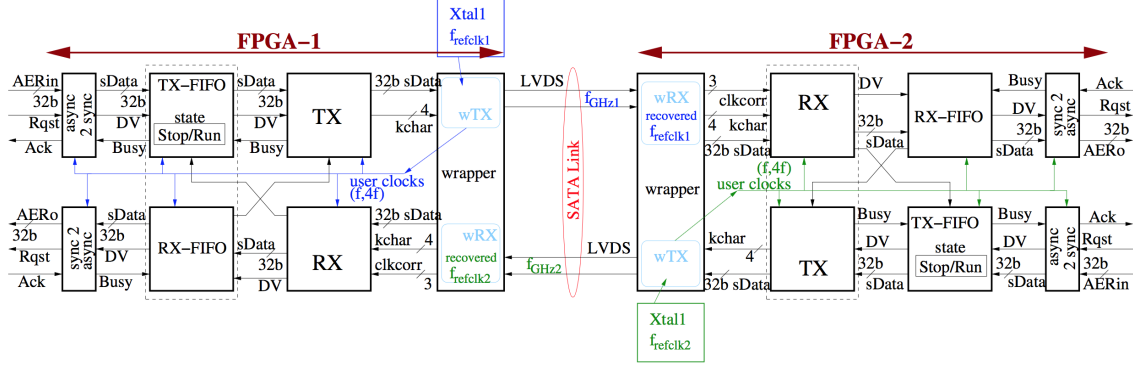 Xtal1
f_refclk1
FPGA-1
FPGA-2
AERin
32b
Rqst
Ack
async
2 sync
sData
32b
DV
Busy
TX-FIFO
state
Stop/Run
sData
32b
DV
Busy
TX
32b sData
4
kchar
wTX
wrapper
user clocks
(f,4f)
LVDS
f_GHz1
SATA Link
wRX
recovered
f_refclk1
wrapper
3
clkcorr
4
kchar
32b sData
RX
DV
32b
sData
RX-FIFO
Busy
DV
32b
sData
sync 2
async
Ack
Rqst
32b
AERo
(f,4f)
user clocks
AERo
32b
Rqst
Ack
sync 2
async
sData
32b
DV
Busy
RX-FIFO
sData
32b
DV
RX
32b sData
kchar
4
clkcorr
3
wRX
recovered
f_refclk2
LVDS
f_GHz2
wTX
kchar
4
32b sData
TX
Busy
DV
32b
sData
TX-FIFO
state
Stop/Run
Busy
DV
32b
sData
async
2 sync
Ack
Rqst
32b
AERin
Xtal1
f_refclk2